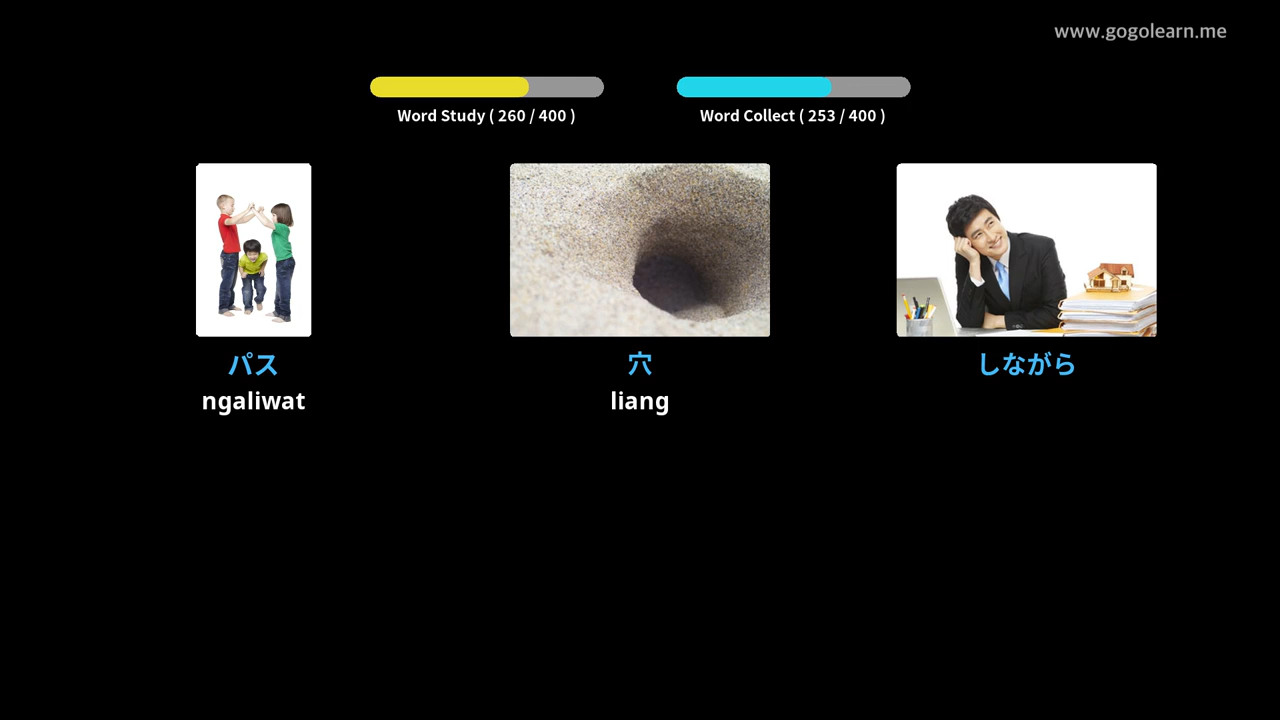 www.gogolearn.me
Word Study ( 260 / 400 )
Word Collect ( 253 / 400 )
パス
ngaliwat
穴
liang
しながら